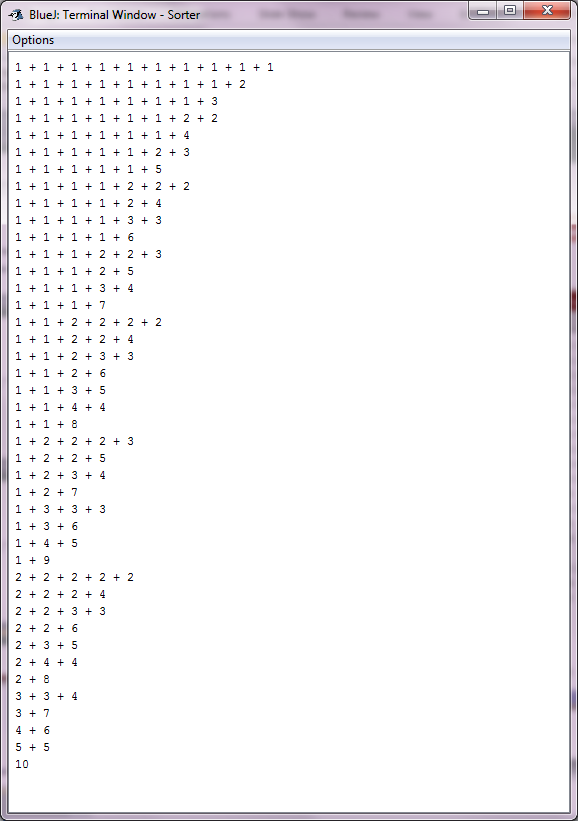 BlueJ: Terminal Window - Sorter
Options
1 + 1 + 1 + 1 + 1 + 1 + 1 + 1 + 1 + 1
1 + 1 + 1 + 1 + 1 + 1 + 1 + 1 + 2
1 + 1 + 1 + 1 + 1 + 1 + 1 + 3
1 + 1 + 1 + 1 + 1 + 1 + 2 + 2
1 + 1 + 1 + 1 + 1 + 1 + 4
1 + 1 + 1 + 1 + 1 + 2 + 3
1 + 1 + 1 + 1 + 1 + 5
1 + 1 + 1 + 1 + 2 + 2 + 2
1 + 1 + 1 + 1 + 2 + 4
1 + 1 + 1 + 1 + 3 + 3
1 + 1 + 1 + 1 + 6
1 + 1 + 1 + 2 + 2 + 3
1 + 1 + 1 + 2 + 5
1 + 1 + 1 + 3 + 4
1 + 1 + 1 + 7
1 + 1 + 2 + 2 + 2 + 2
1 + 1 + 2 + 2 + 4
1 + 1 + 2 + 3 + 3
1 + 1 + 2 + 6
1 + 1 + 3 + 5
1 + 1 + 4 + 4
1 + 1 + 8
1 + 2 + 2 + 2 + 3
1 + 2 + 2 + 5
1 + 2 + 3 + 4
1 + 2 + 7
1 + 3 + 3 + 3
1 + 3 + 6
1 + 4 + 5
1 + 9
2 + 2 + 2 + 2 + 2
2 + 2 + 2 + 4
2 + 2 + 3 + 3
2 + 2 + 6
2 + 3 + 5
2 + 4 + 4
2 + 8
3 + 3 + 4
3 + 7
4 + 6
5 + 5
10